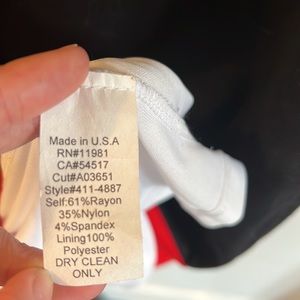 Made in U.S.A
RN#11981
CA#54517
Cut#A03651
Style#411-4887
Self:61%Rayon
35%Nylon
4%Spandex
Lining100%
Polyester
DRY CLEAN
ONLY